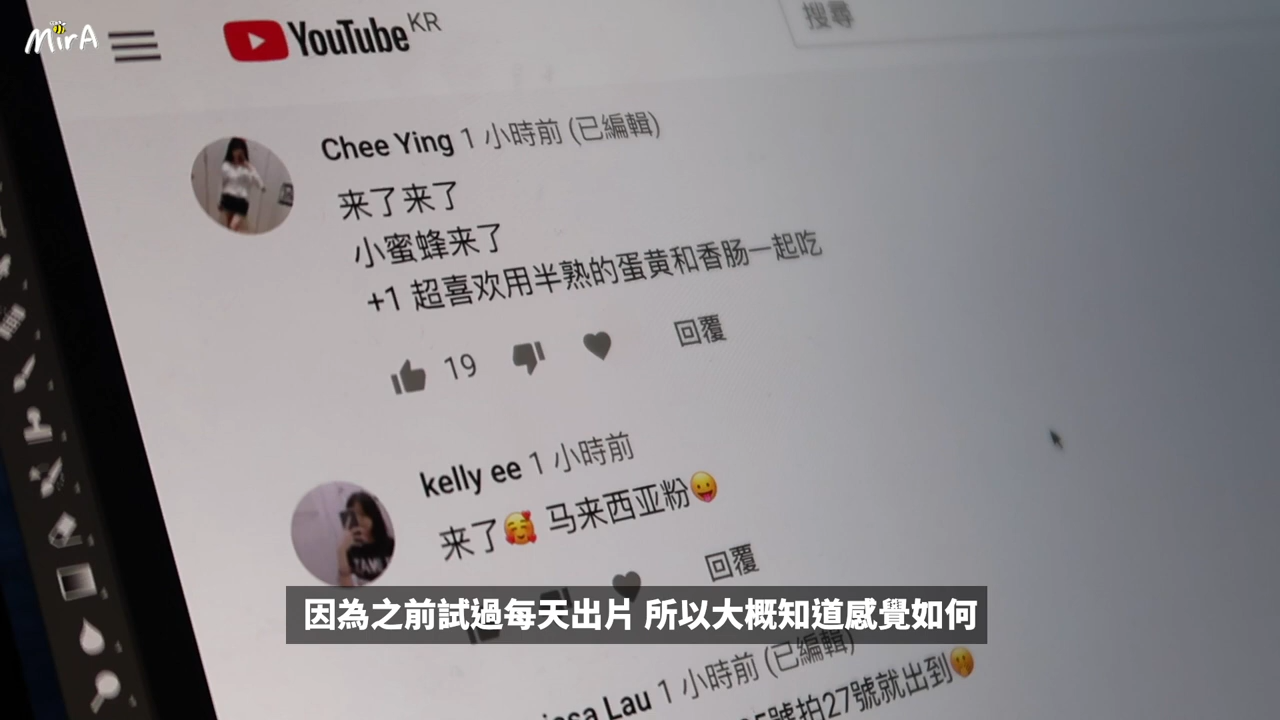 MirA
YouTube KR
搜尋
Chee Ying 1 小時前 (已編輯)
来了来了
小蜜蜂来了
+1 超喜欢用半熟的蛋黄和香肠一起吃
19
回覆
kelly ee 1 小時前
来了🥰 马来西亚粉😛
回覆
因為之前試過每天出片 所以大概知道感覺如何
Lau 1 小時前 (已編輯)
號拍27號就出到🤭